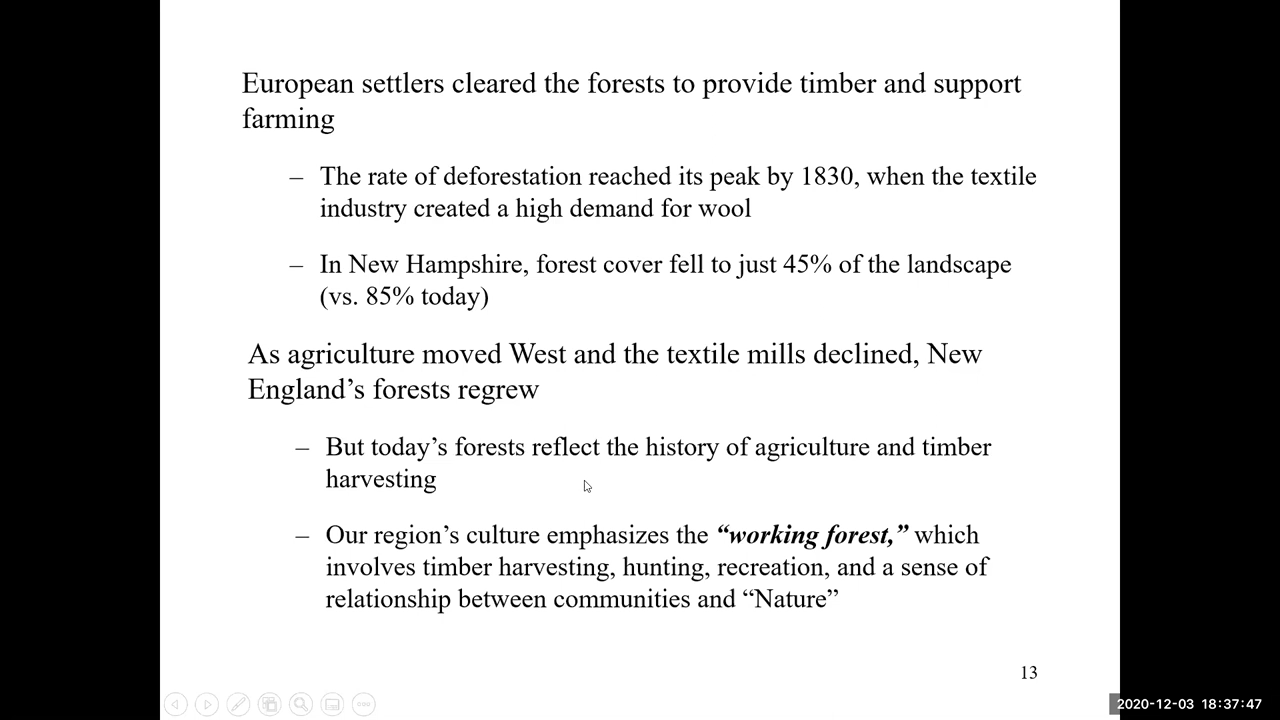 European settlers cleared the forests to provide timber and support
farming
– The rate of deforestation reached its peak by 1830, when the textile
industry created a high demand for wool
– In New Hampshire, forest cover fell to just 45% of the landscape
(vs. 85% today)
As agriculture moved West and the textile mills declined, New
England’s forests regrew
– But today’s forests reflect the history of agriculture and timber
harvesting
– Our region’s culture emphasizes the “working forest,” which
involves timber harvesting, hunting, recreation, and a sense of
relationship between communities and “Nature”
13
2020-12-03 18:37:47